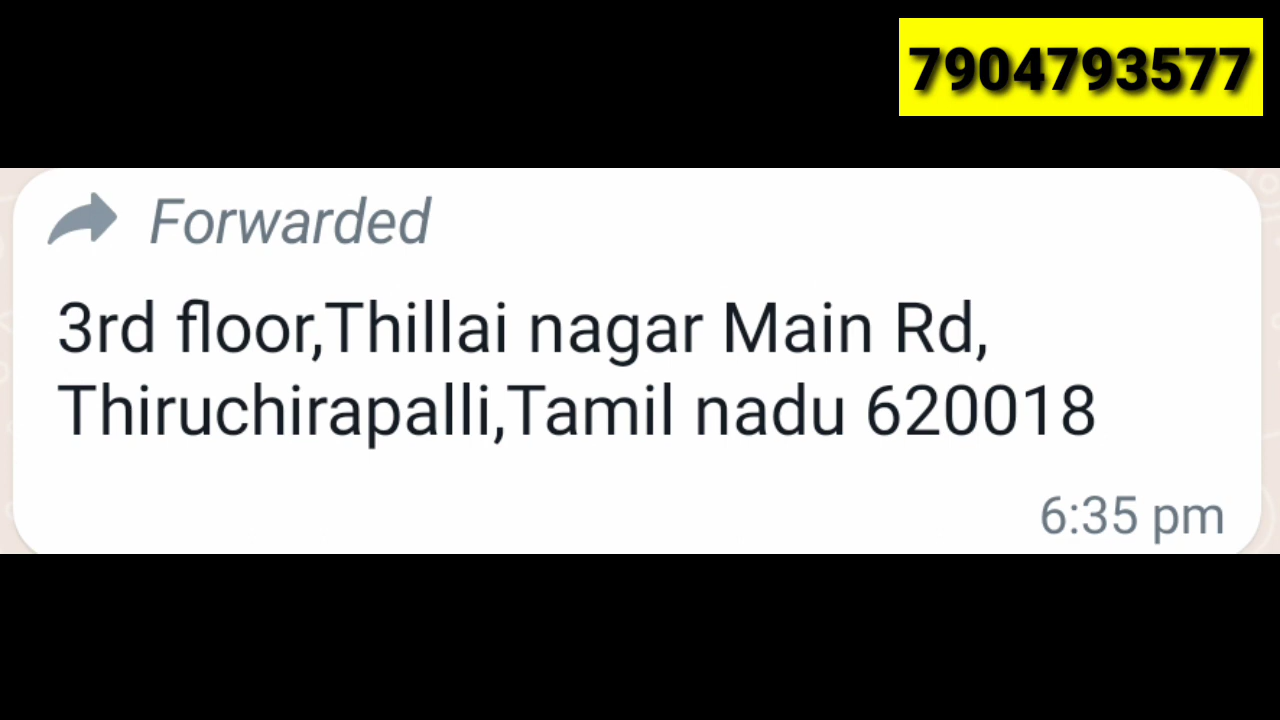 7904793577
Forwarded
3rd floor,Thillai nagar Main Rd,
Thiruchirapalli,Tamil nadu 620018
6:35 pm